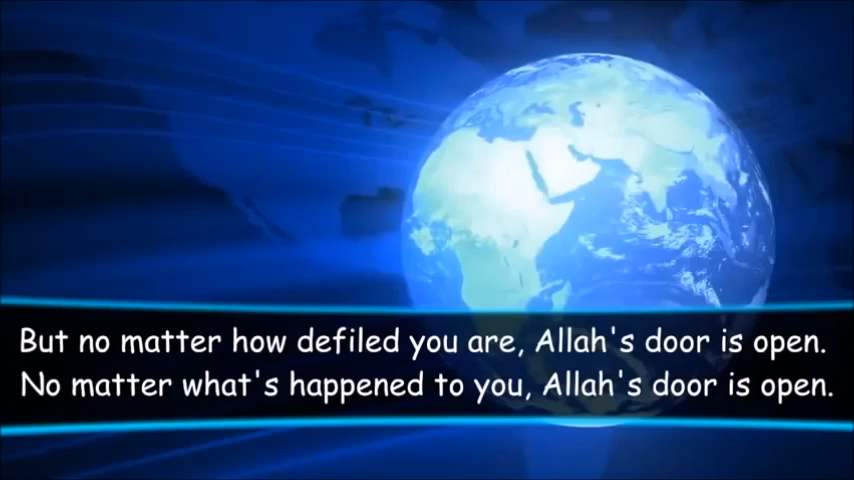 But no matter how defiled you are, Allah's door is open.
No matter what's happened to you, Allah's door is open.